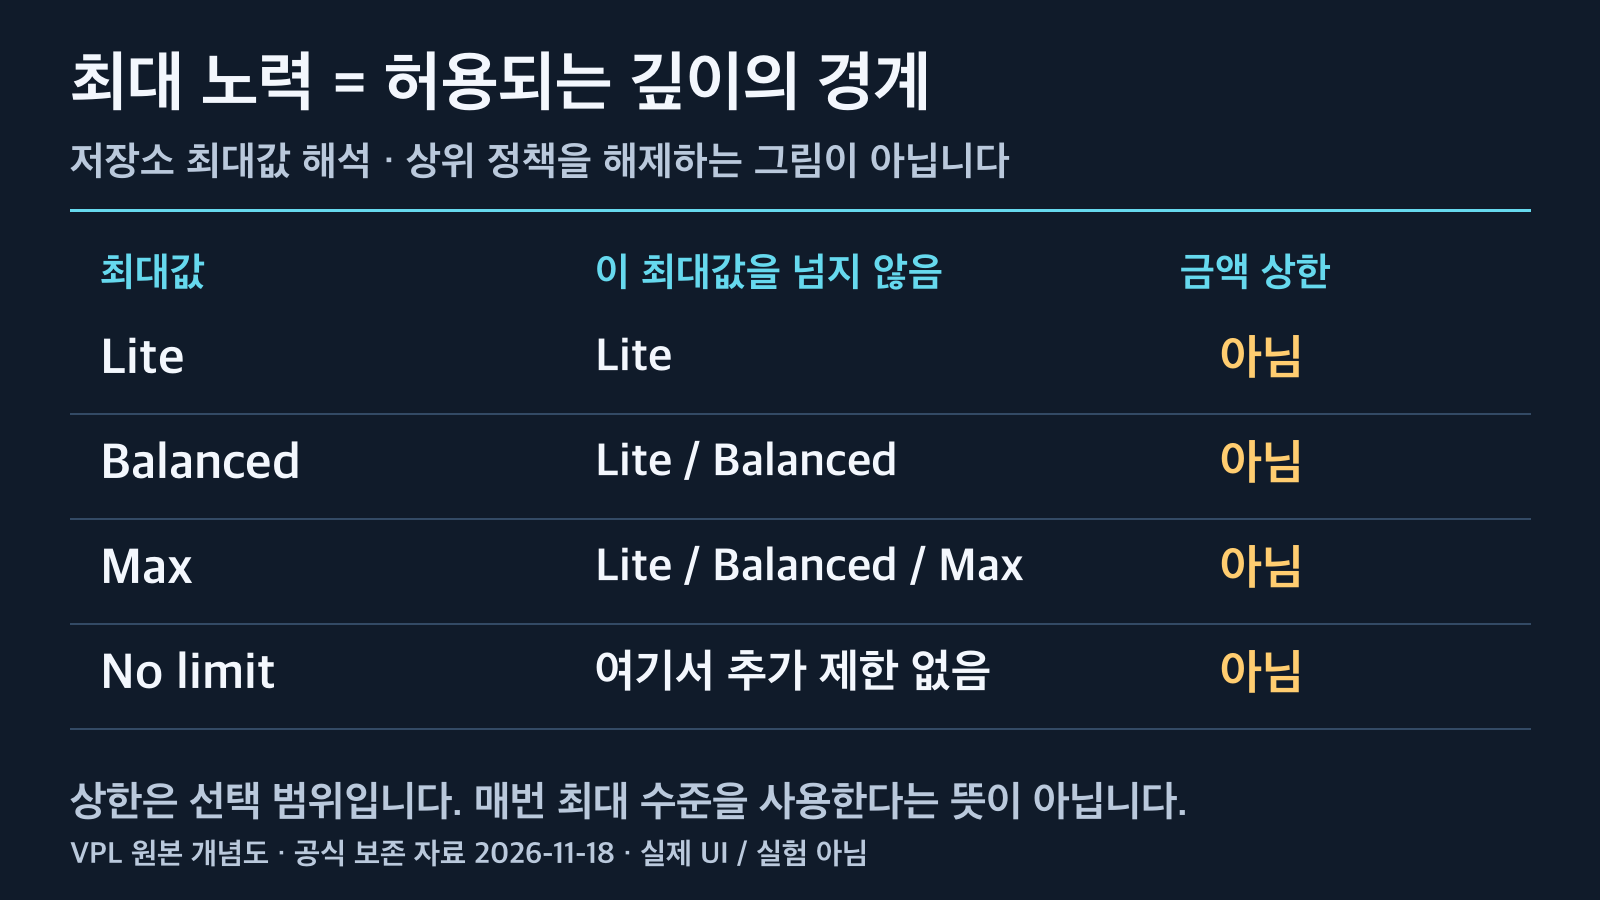 최대 노력 = 허용되는 깊이의 경계
저장소 최대값 해석 · 상위 정책을 해제하는 그림이 아닙니다
최대값 이 최대값을 넘지 않음 금액 상한
Lite Lite 아님
Balanced Lite / Balanced 아님
Max Lite / Balanced / Max 아님
No limit 여기서 추가 제한 없음 아님
상한은 선택 범위입니다. 매번 최대 수준을 사용한다는 뜻이 아닙니다.
VPL 원본 개념도 · 공식 보존 자료 2026-11-18 · 실제 UI / 실험 아님